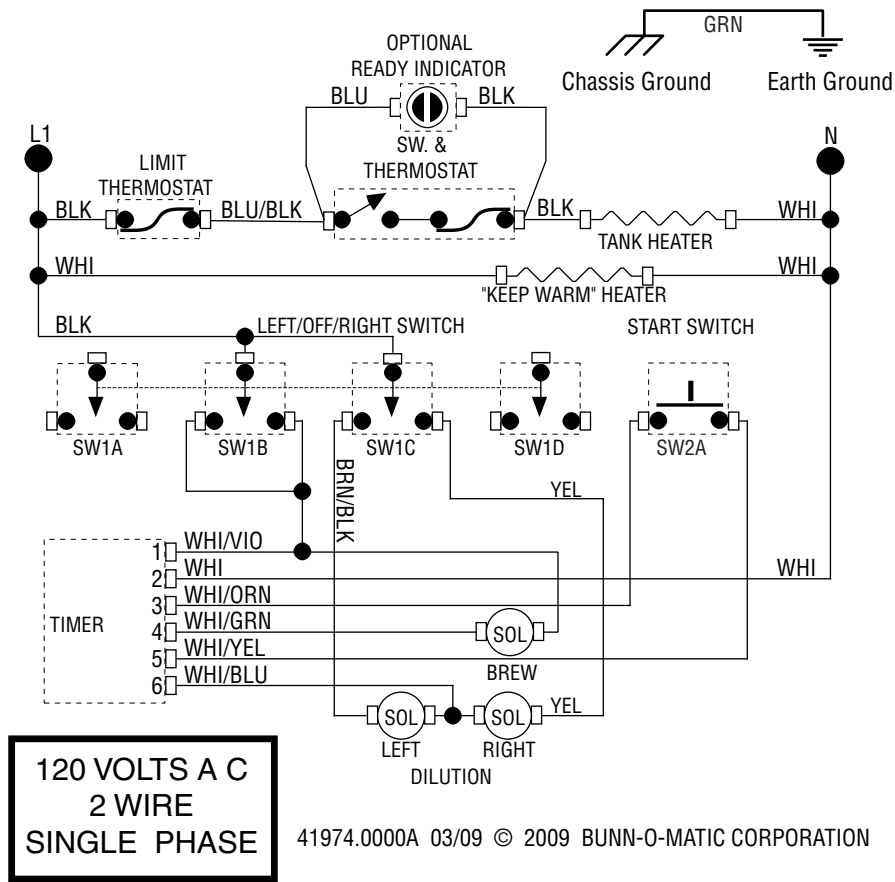 GRN
Chassis Ground
Earth Ground
OPTIONAL
READY INDICATOR
BLU
BLK
SW. &
THERMOSTAT
L1
N
LIMIT
THERMOSTAT
BLK
BLU/BLK
BLK
WHI
TANK HEATER
WHI
WHI
"KEEP WARM" HEATER
BLK
LEFT/OFF/RIGHT SWITCH
START SWITCH
SW1A
SW1B
SW1C
SW1D
SW2A
BRN/BLK
YEL
TIMER
1 WHI/VIO
2 WHI
WHI
3 WHI/ORN
4 WHI/GRN
5 WHI/YEL
6 WHI/BLU
SOL
BREW
SOL
SOL
YEL
LEFT
RIGHT
DILUTION
120 VOLTS A C
2 WIRE
SINGLE PHASE
41974.0000A 03/09 © 2009 BUNN-O-MATIC CORPORATION